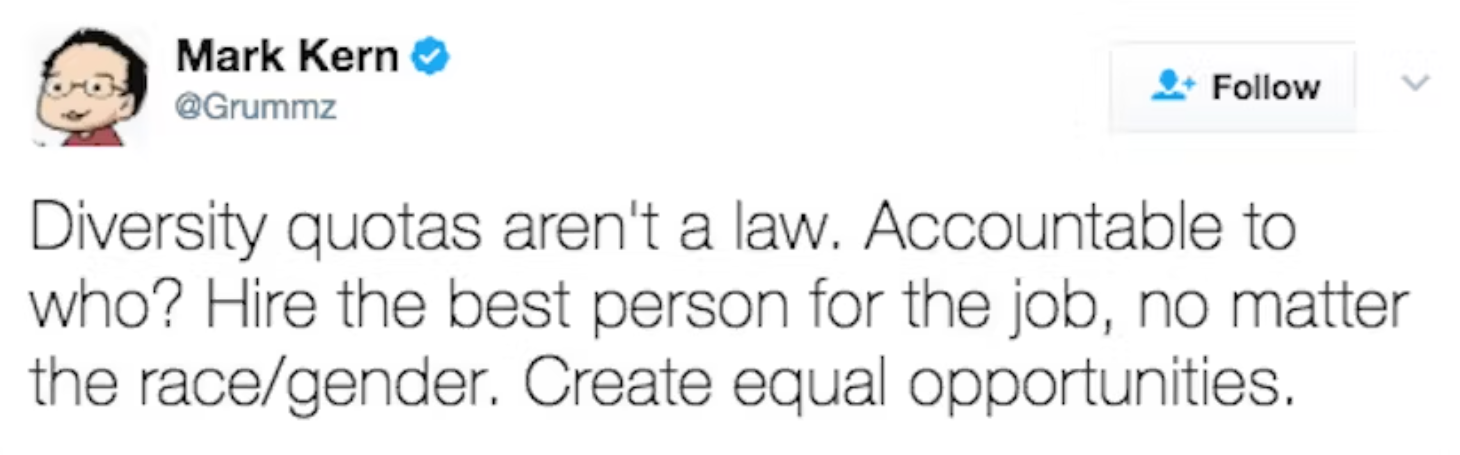 Mark Kern
@Grummz
Follow
Diversity quotas aren't a law. Accountable to
who? Hire the best person for the job, no matter
the race/gender. Create equal opportunities.